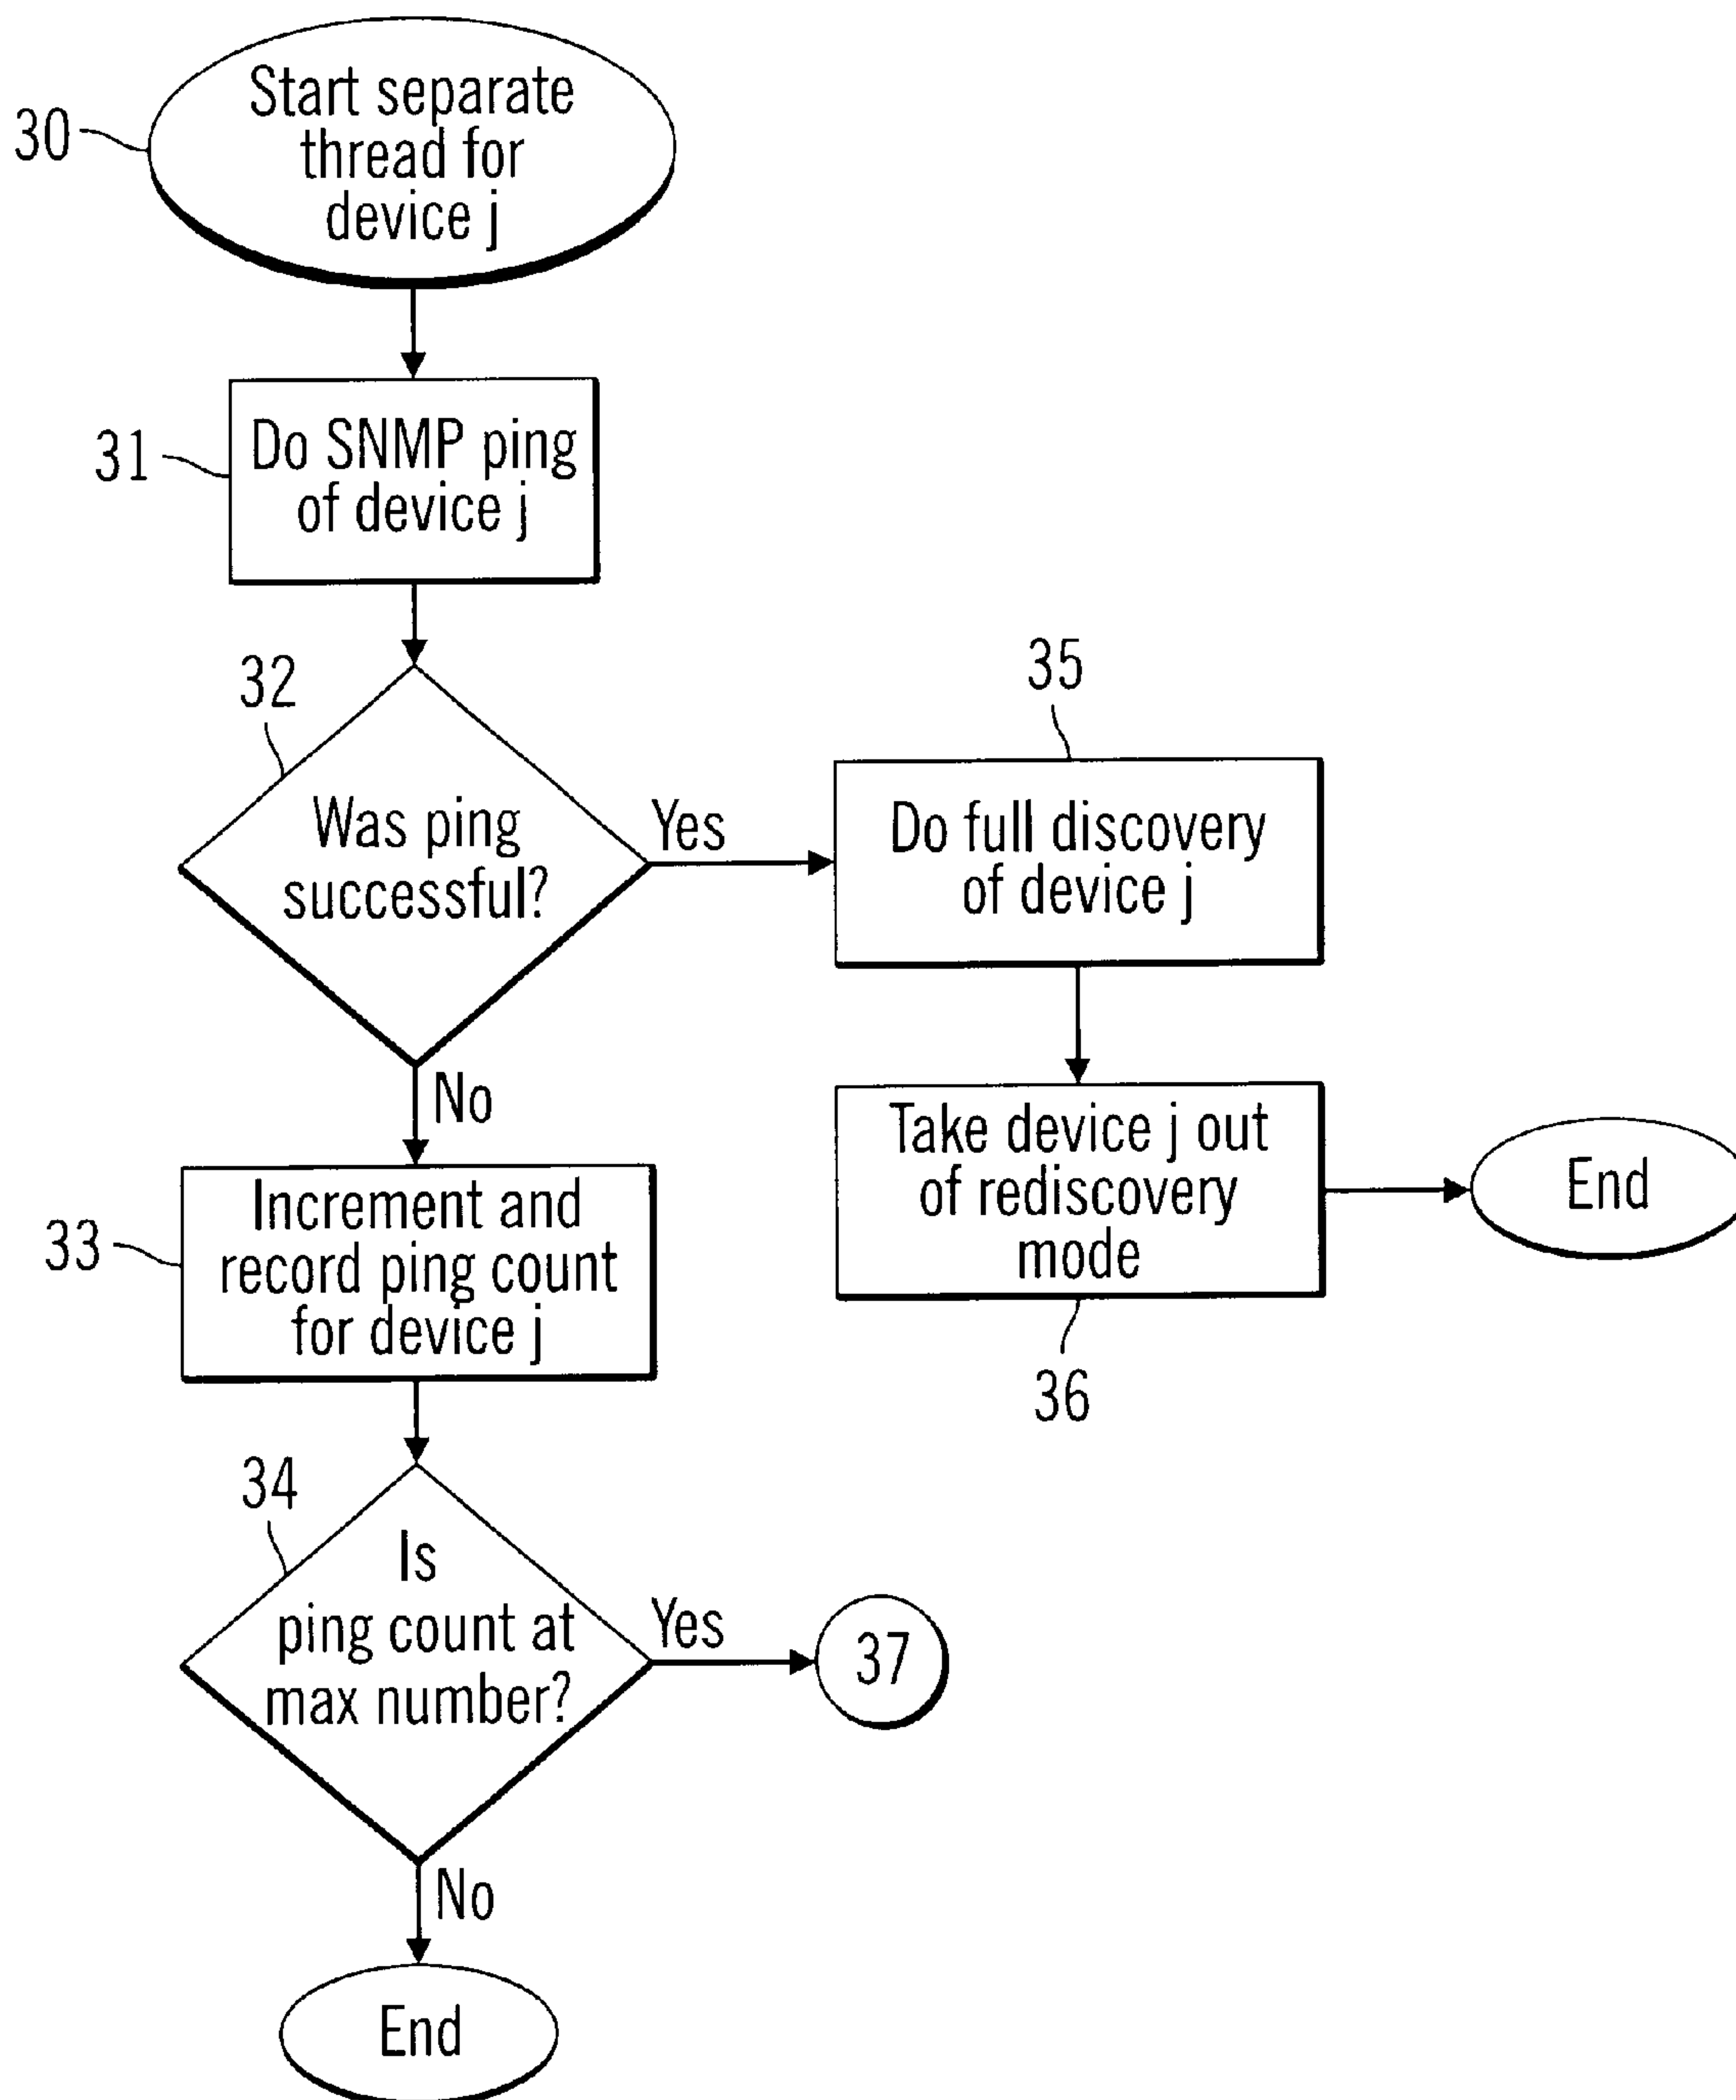 30
Start separate
thread for
device j
31
Do SNMP ping
of device j
32
Was ping
successful?
Yes
No
35
Do full discovery
of device j
Take device j out
of rediscovery
mode
36
End
33
Increment and
record ping count
for device j
34
Is
ping count at
max number?
Yes
37
No
End